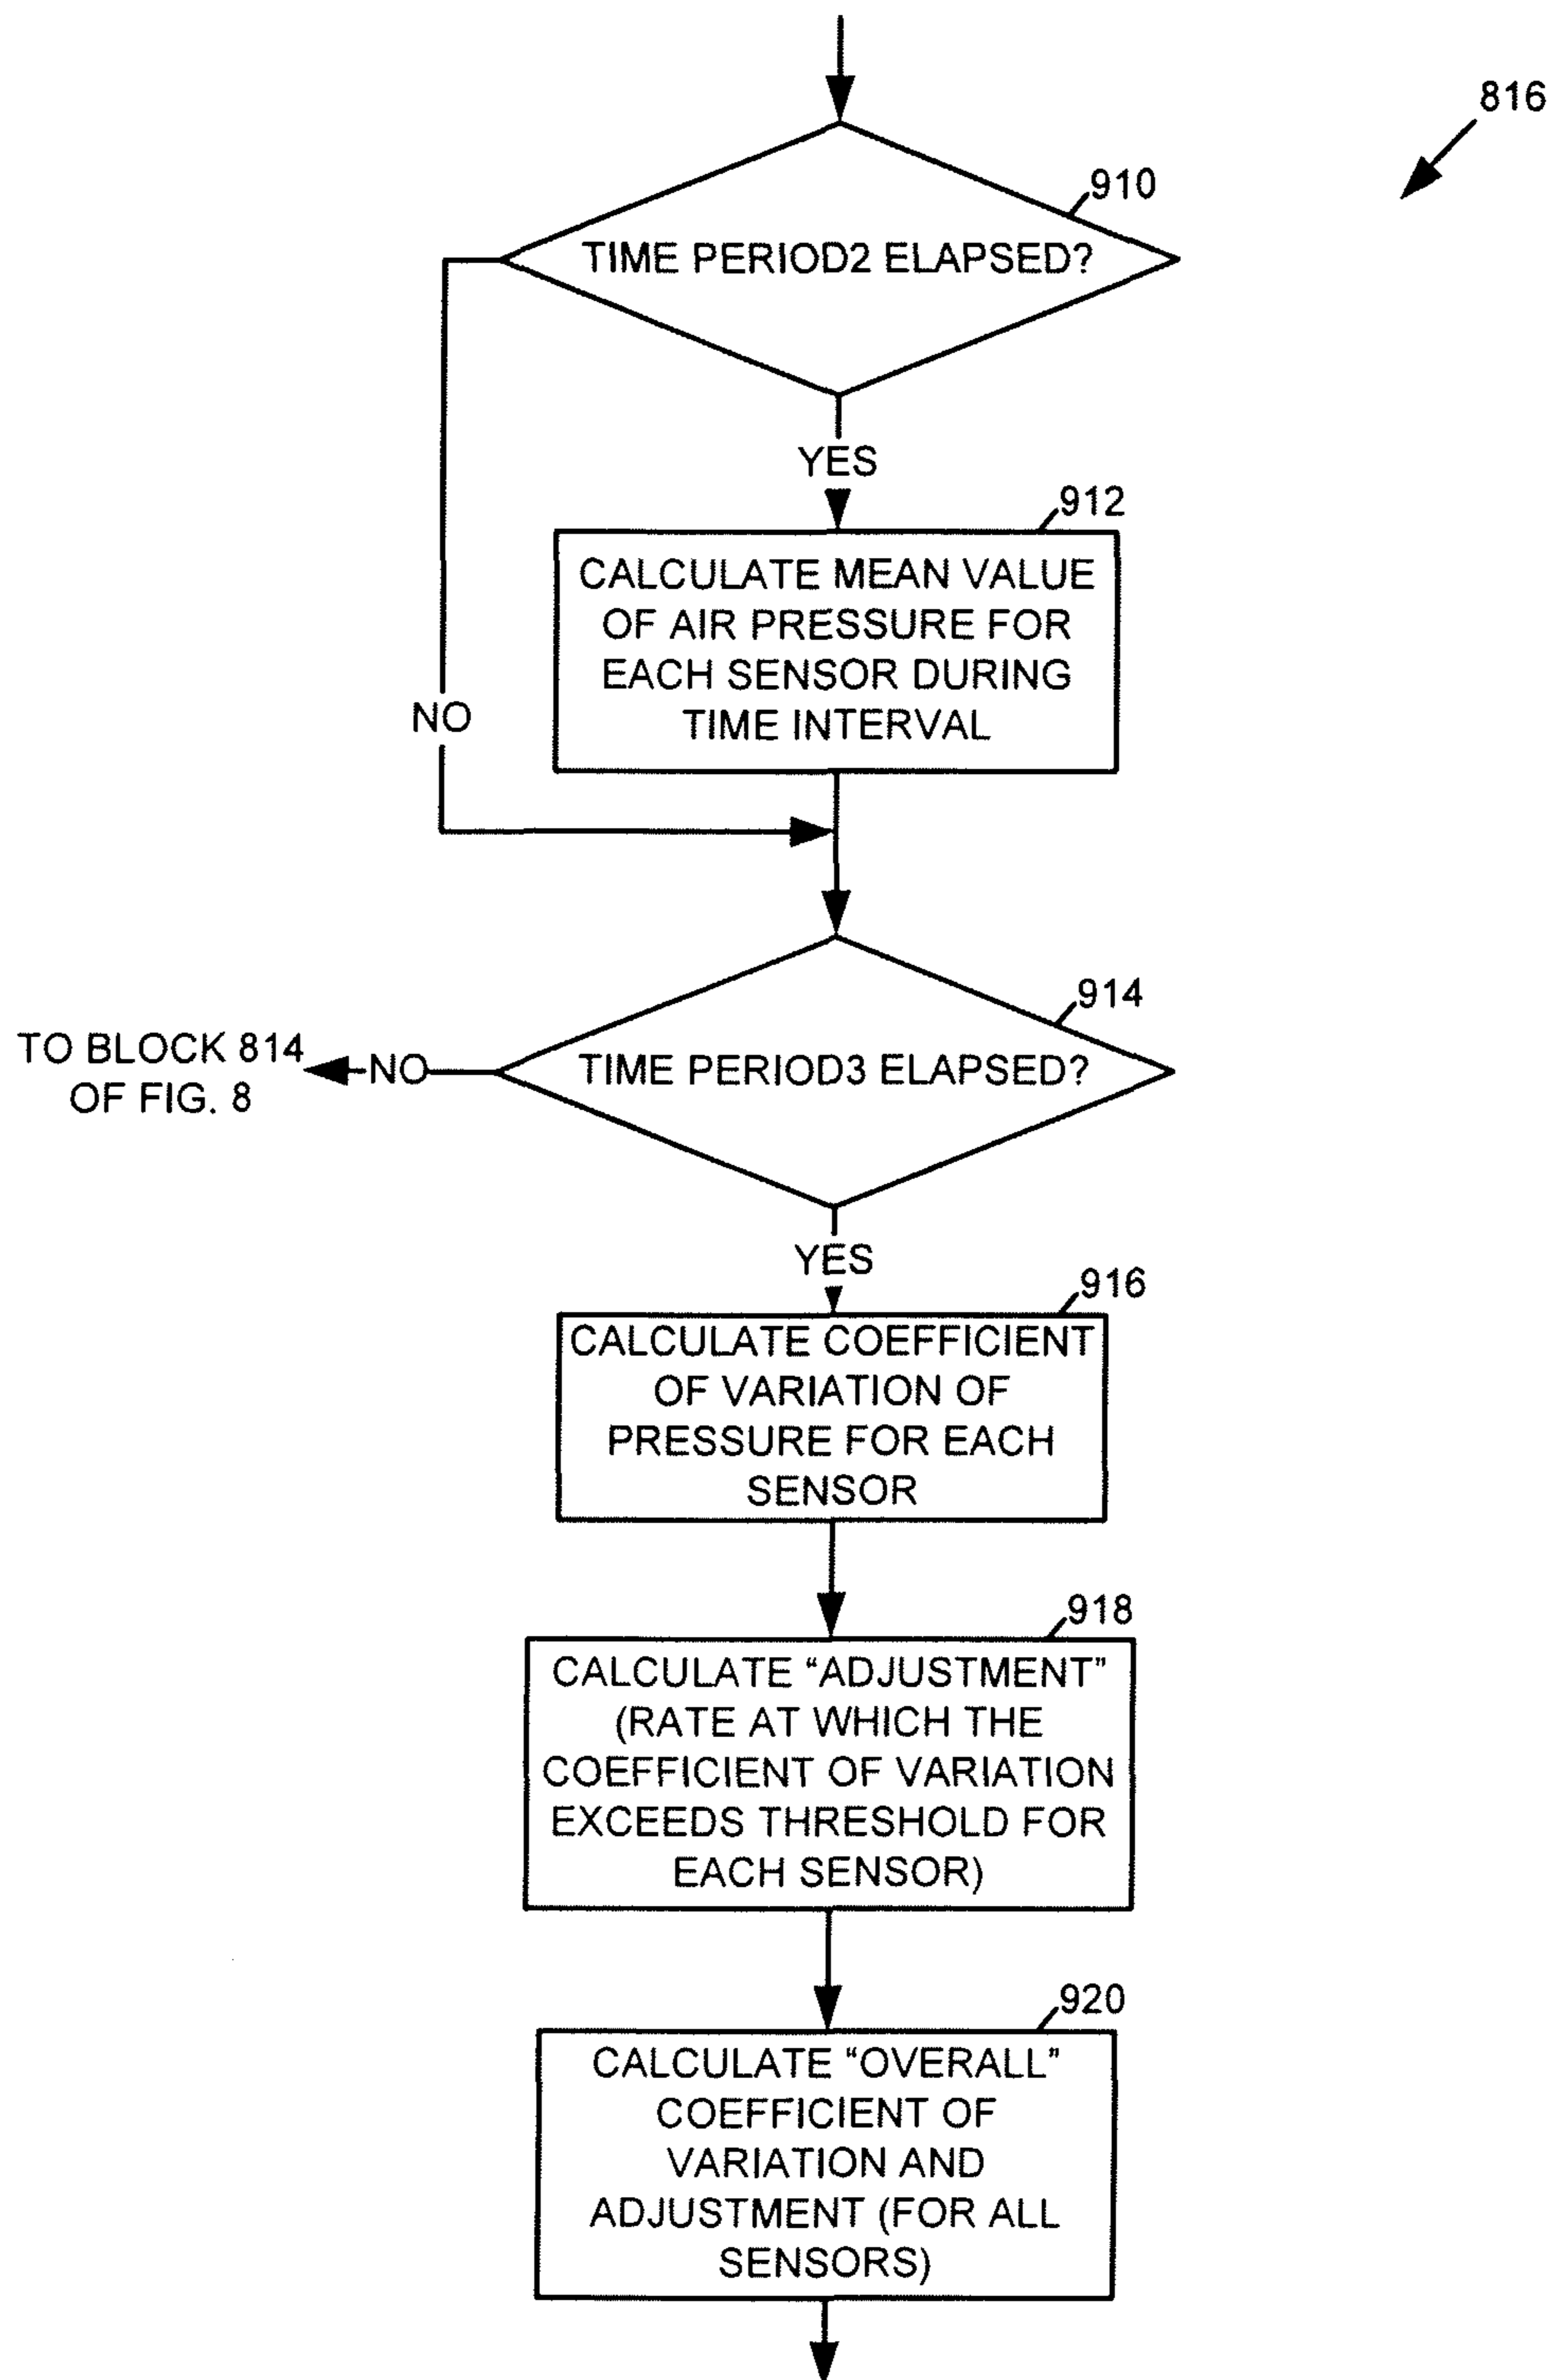 816
910
TIME PERIOD2 ELAPSED?
YES
912
CALCULATE MEAN VALUE
OF AIR PRESSURE FOR
EACH SENSOR DURING
TIME INTERVAL
NO
914
TIME PERIOD3 ELAPSED?
NO
TO BLOCK 814
OF FIG. 8
YES
916
CALCULATE COEFFICIENT
OF VARIATION OF
PRESSURE FOR EACH
SENSOR
918
CALCULATE “ADJUSTMENT”
(RATE AT WHICH THE
COEFFICIENT OF VARIATION
EXCEEDS THRESHOLD FOR
EACH SENSOR)
920
CALCULATE “OVERALL”
COEFFICIENT OF
VARIATION AND
ADJUSTMENT (FOR ALL
SENSORS)